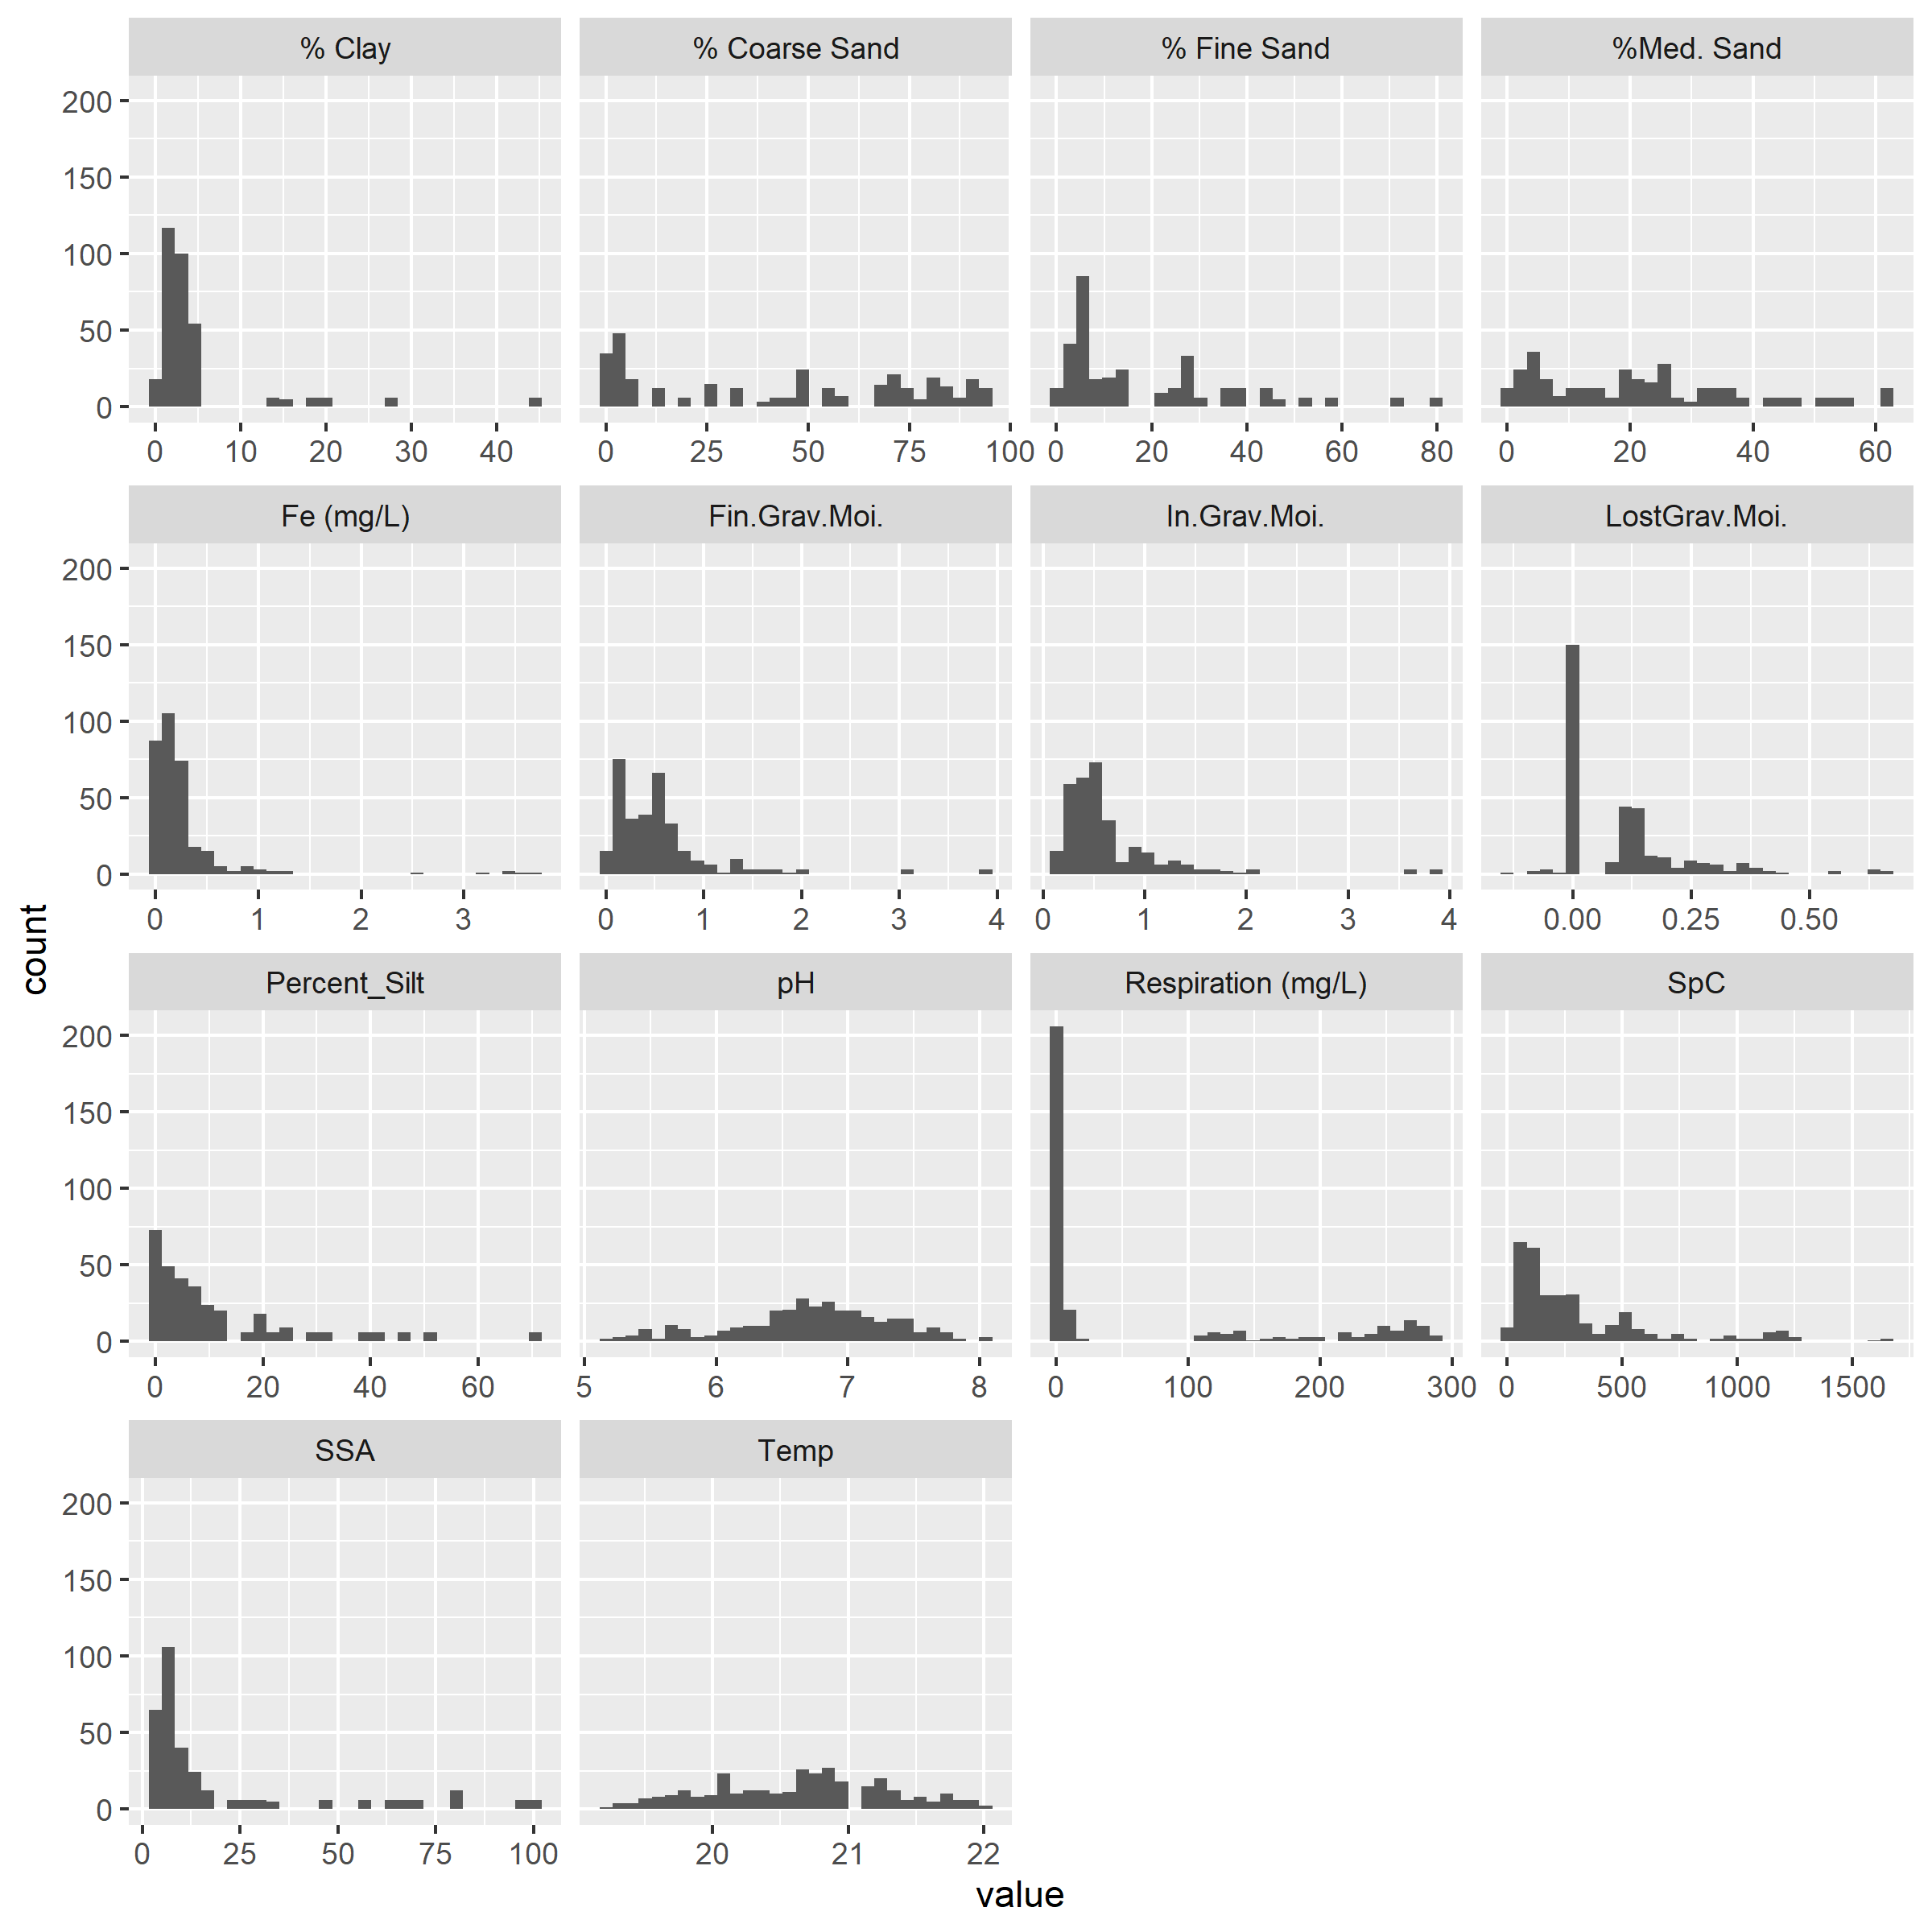 % Clay % Coarse Sand % Fine Sand %Med. Sand
200
150
100
50
0
0 10 20 30 40 0 25 50 75 100 0 20 40 60 80 0 20 40 60
Fe (mg/L) Fin.Grav.Moi. In.Grav.Moi. LostGrav.Moi.
200
150
100
50
0
0 1 2 3 0 1 2 3 4 0 1 2 3 4 0.00 0.25 0.50
count
Percent_Silt pH Respiration (mg/L) SpC
200
150
100
50
0
0 20 40 60 5 6 7 8 0 100 200 300 0 500 1000 1500
SSA Temp
200
150
100
50
0
0 25 50 75 100 20 21 22
value